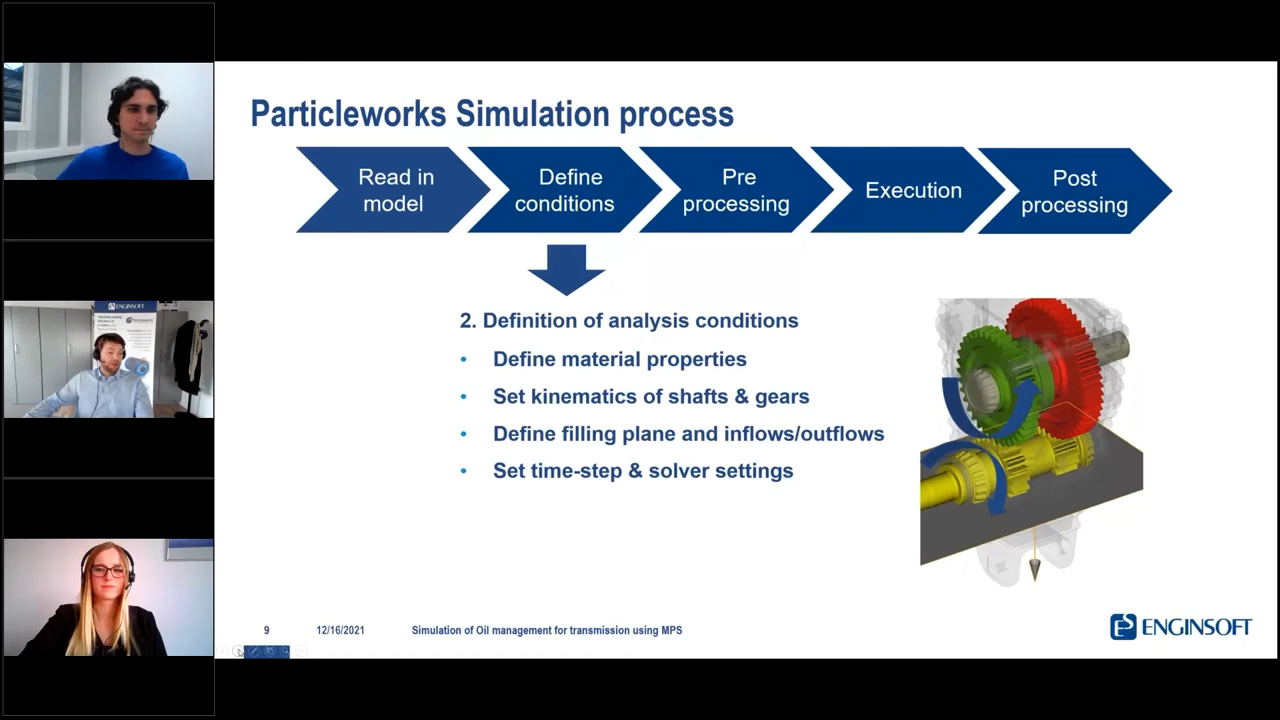 Particleworks Simulation process
Read in
model
Define
conditions
Pre
processing
Execution
Post
processing
2. Definition of analysis conditions
• Define material properties
• Set kinematics of shafts & gears
• Define filling plane and inflows/outflows
• Set time-step & solver settings
9
12/16/2021
Simulation of Oil management for transmission using MPS
ENGINSOFT
ENGINSOFT
Particleworks